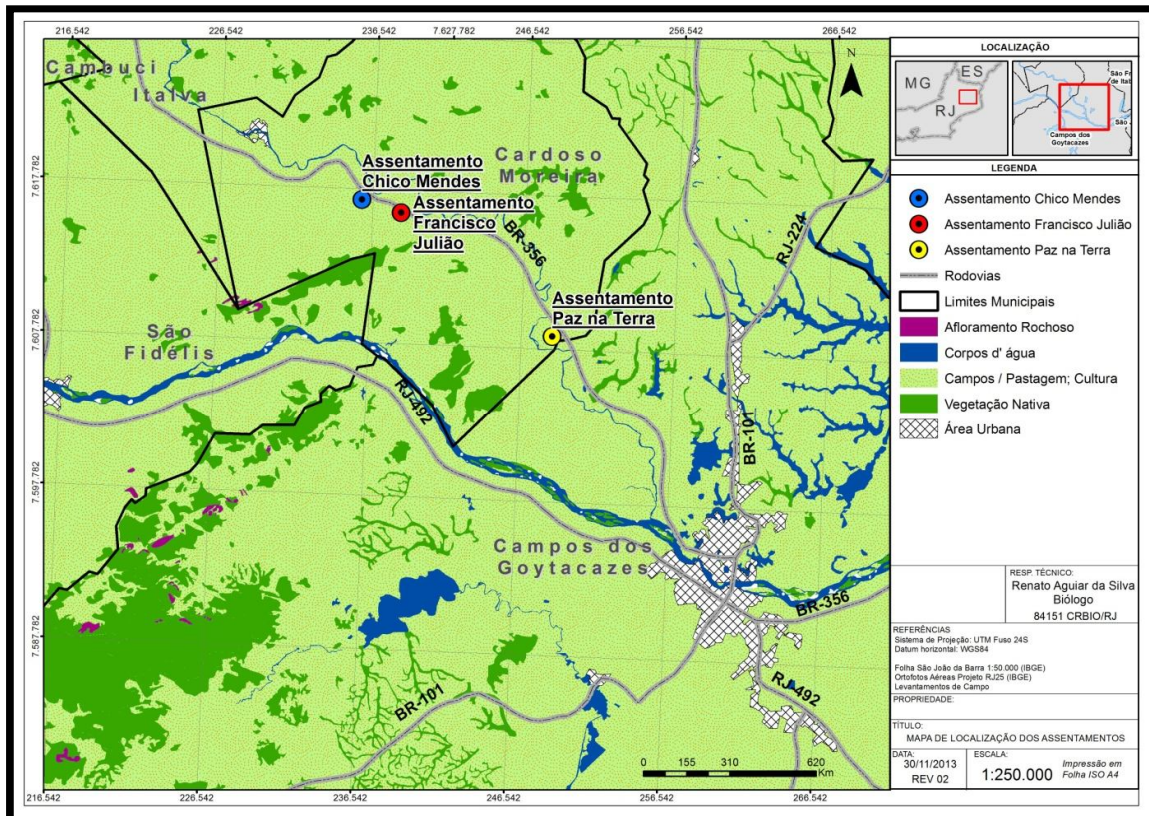 216.542
226.542
236.542
7.627.782
246.542
256.542
266.542
Cambuci
Italva
N
7.617.782
Assentamento
Chico Mendes
Cardoso
Moreira
Assentamento
Francisco
Julião
BR-356
RJ-224
Assentamento
Paz na Terra
7.607.782
São
Fidélis
RJ-492
BR-101
7.597.782
Campos dos
Goytacazes
BR-356
7.587.782
RJ-492
BR-101
0 155 310 620
Km
216.542
226.542
236.542
246.542
256.542
266.542
LOCALIZAÇÃO
MG
ES
RJ
São Fr
de Itab
São
Campos dos
Goytacazes
LEGENDA
Assentamento Chico Mendes
Assentamento Francisco Julião
Assentamento Paz na Terra
Rodovias
Limites Municipais
Afloramento Rochoso
Corpos d' água
Campos / Pastagem; Cultura
Vegetação Nativa
Área Urbana
RESP. TÉCNICO:
Renato Aguiar da Silva
Biólogo
84151 CRBIO/RJ
REFERÊNCIAS
Sistema de Projeção: UTM Fuso 24S
Datum horizontal: WGS84
Folha São João da Barra 1:50.000 (IBGE)
Ortofotos Aéreas Projeto RJ25 (IBGE)
Levantamentos de Campo
PROPRIEDADE:
TÍTULO:
MAPA DE LOCALIZAÇÃO DOS ASSENTAMENTOS
DATA:
30/11/2013
REV 02
ESCALA:
1:250.000
Impressão em
Folha ISO A4